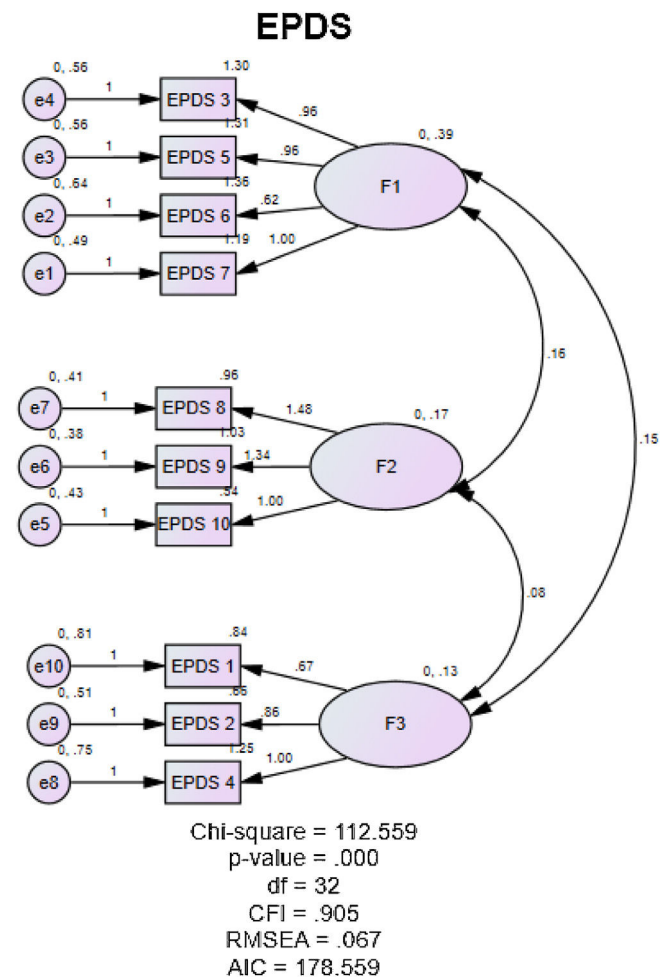 EPDS
0, .56 1.30
e4 1 EPDS 3 .96
0, .56 1.31 0, .39
e3 1 EPDS 5 .96 F1
0, .64 1.36
e2 1 EPDS 6 .62
0, .49 1.19 1.00
e1 1 EPDS 7
.16
.15
0, .41 .96
e7 1 EPDS 8 1.48 0, .17
0, .38 1.03
e6 1 EPDS 9 1.34 F2
0, .43 .54
e5 1 EPDS 10 1.00
.08
0, .81 .84
e10 1 EPDS 1 .67 0, .13
0, .51 .66
e9 1 EPDS 2 .86 F3
0, .75 1.25
e8 1 EPDS 4 1.00
Chi-square = 112.559
p-value = .000
df = 32
CFI = .905
RMSEA = .067
AIC = 178.559